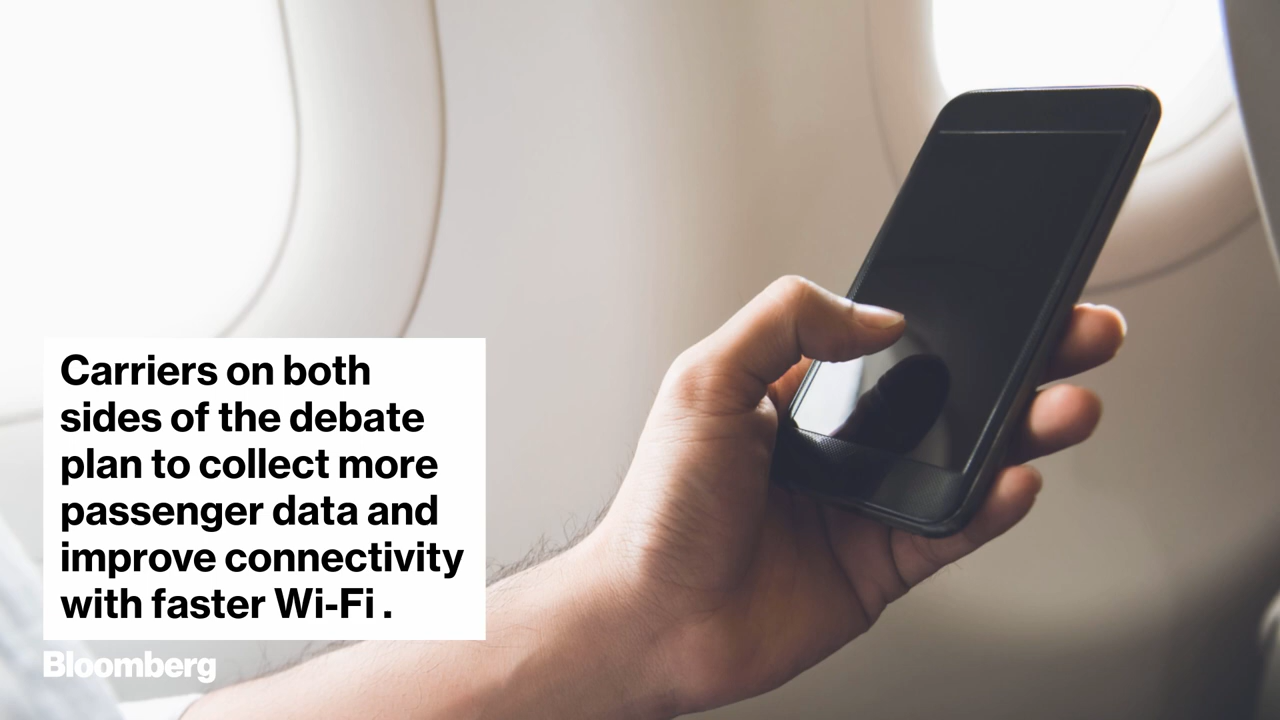 Carriers on both
sides of the debate
plan to collect more
passenger data and
improve connectivity
with faster Wi-Fi .
Bloomberg